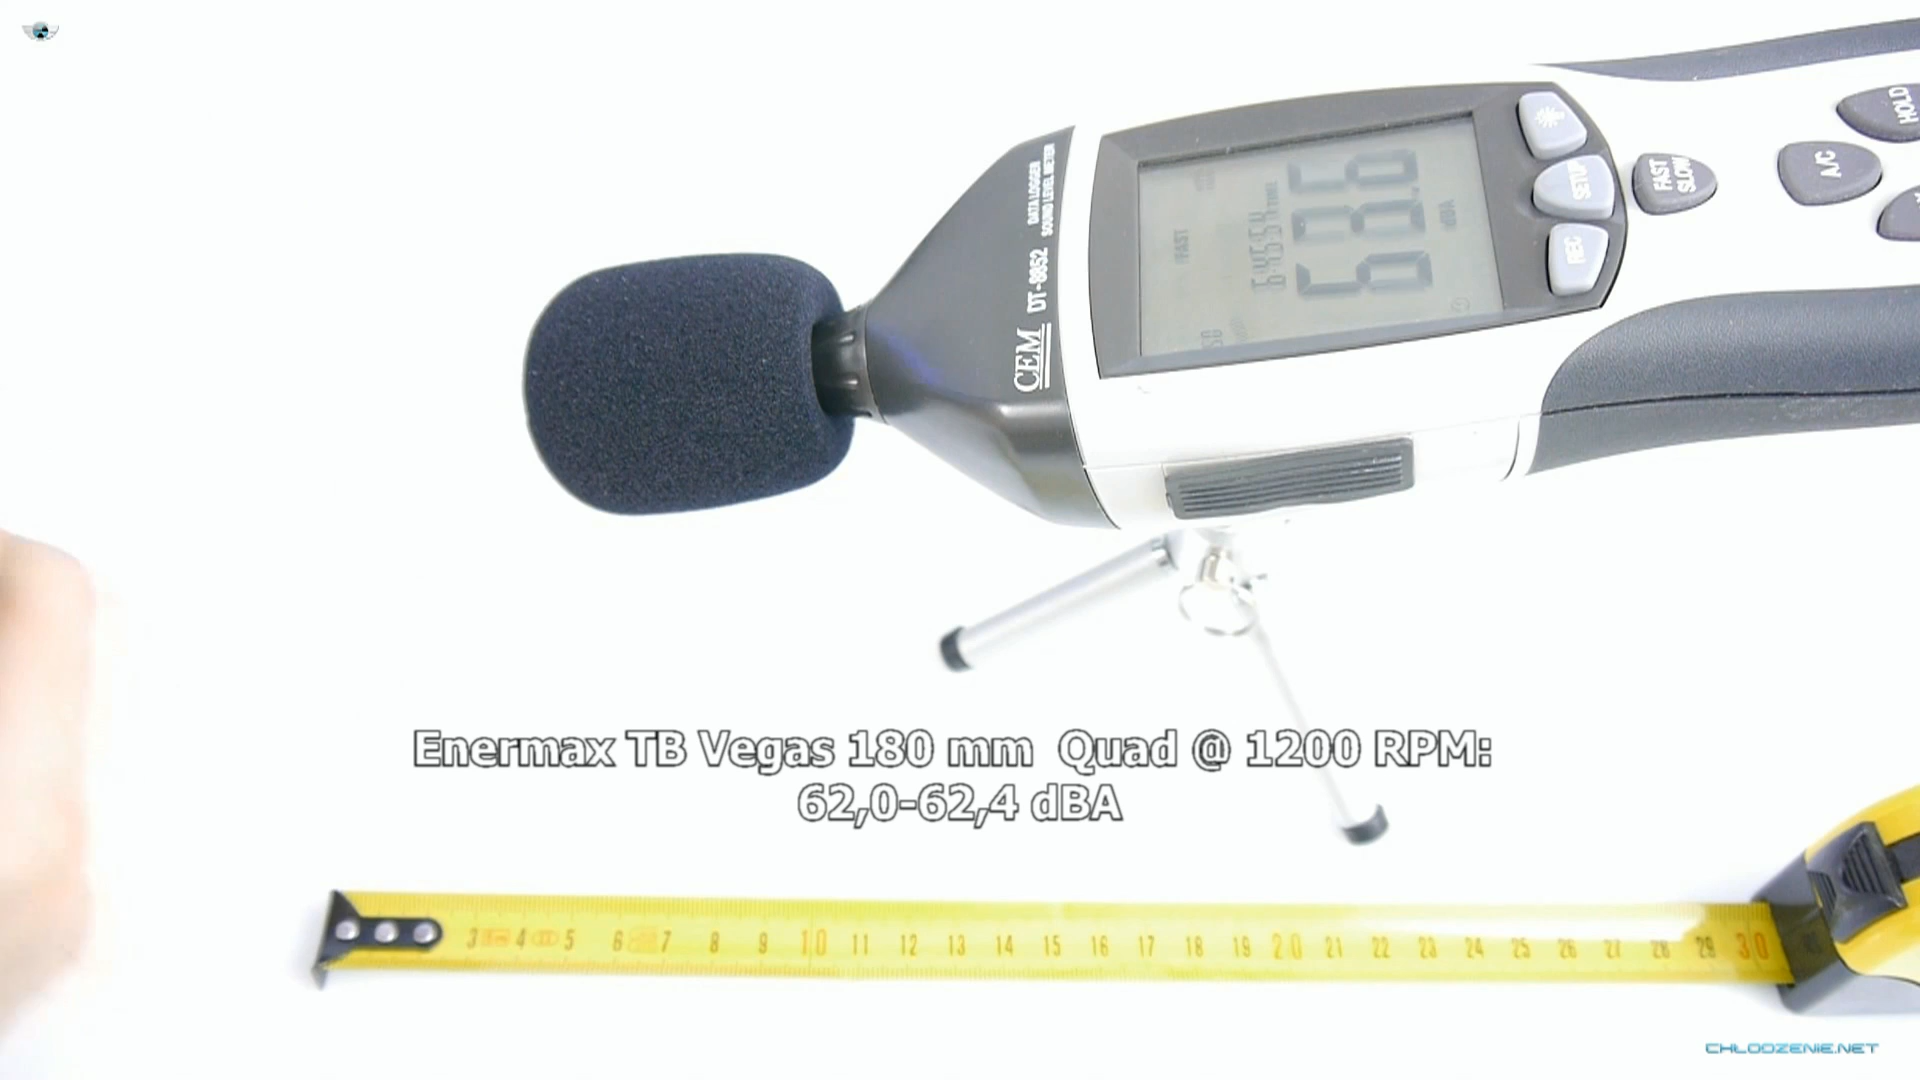 Enermax TB Vegas 180 mm  Quad @ 1200 RPM:
62,0-62,4 dBA
CEM DT-8852
DATA LOGGER
SOUND LEVEL METER
FAST
dBA
SETUP
REC
FAST
SLOW
A/C
HOLD
3 4 5 6 7 8 9 10 11 12 13 14 15 16 17 18 19 20 21 22 23 24 25 26 27 28 29 30
CHŁODZENIE.NET